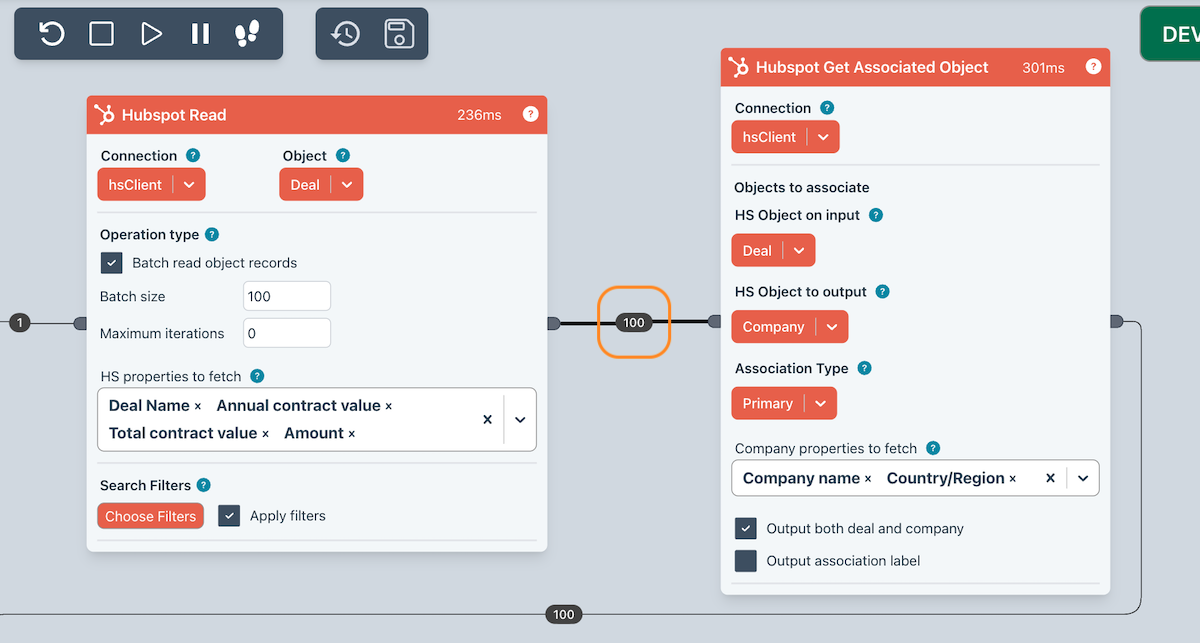 DEV
Hubspot Read 236ms ?
Connection ? Object ?
hsClient Deal
Operation type ?
Batch read object records
Batch size 100
Maximum iterations 0
HS properties to fetch ?
Deal Name × Annual contract value ×
Total contract value × Amount ×
Search Filters ?
Choose Filters Apply filters
1
100
Hubspot Get Associated Object 301ms ?
Connection ?
hsClient
Objects to associate
HS Object on input ?
Deal
HS Object to output ?
Company
Association Type ?
Primary
Company properties to fetch ?
Company name × Country/Region ×
Output both deal and company
Output association label
100